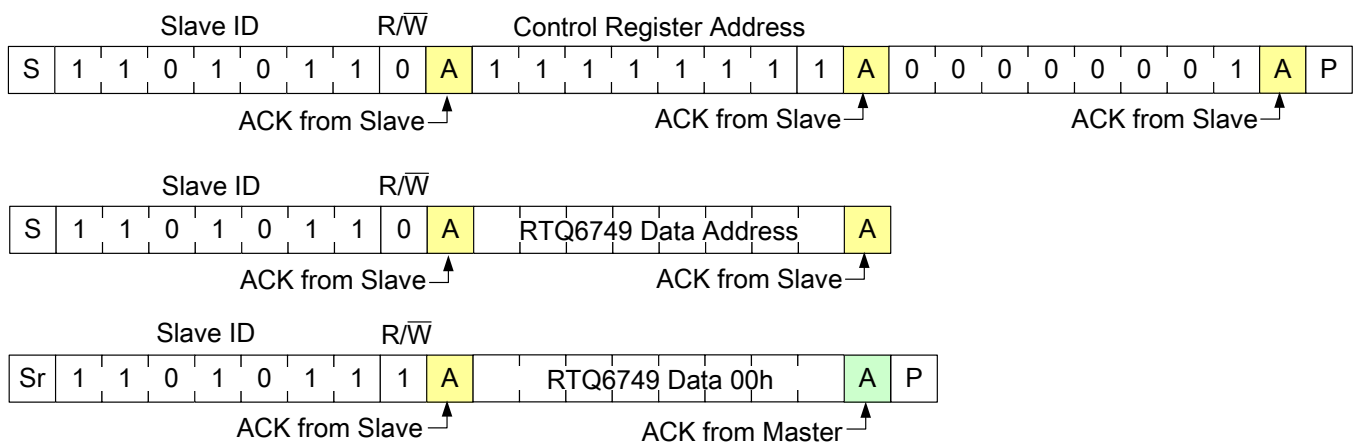 Slave ID R/W̅ Control Register Address
S 1 1 0 1 0 1 1 0 A 1 1 1 1 1 1 1 1 A 0 0 0 0 0 0 0 1 A P
ACK from Slave ACK from Slave ACK from Slave
Slave ID R/W̅
S 1 1 0 1 0 1 1 0 A RTQ6749 Data Address A
ACK from Slave ACK from Slave
Slave ID R/W̅
Sr 1 1 0 1 0 1 1 1 A RTQ6749 Data 00h A P
ACK from Slave ACK from Master